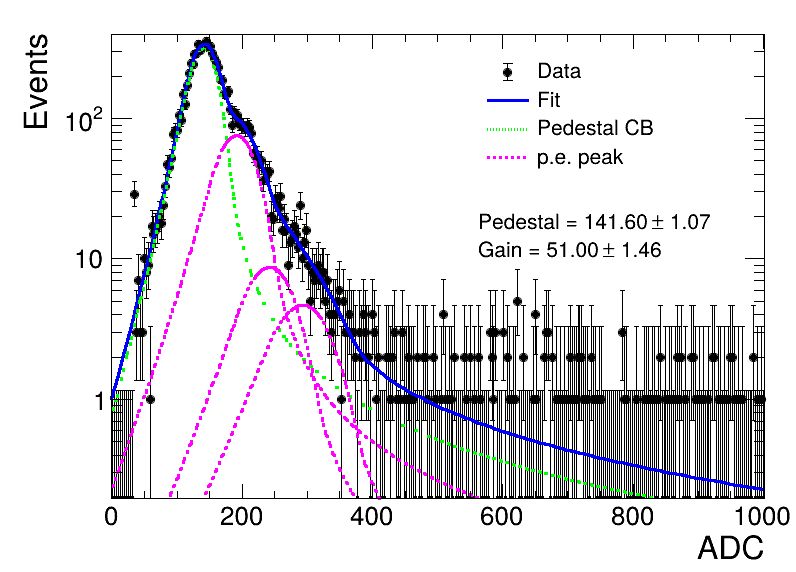 Events
10²
10
1
Data
Fit
Pedestal CB
p.e. peak
Pedestal = 141.60 ± 1.07
Gain = 51.00 ± 1.46
0 200 400 600 800 1000
ADC